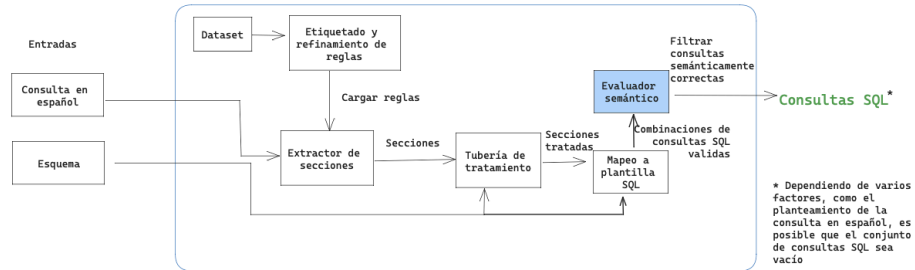 Entradas
Consulta en
español
Esquema
Dataset
Etiquetado y
refinamiento de
reglas
Cargar reglas
Extractor de
secciones
Secciones
Tubería de
tratamiento
Secciones
tratadas
Mapeo a
plantilla
SQL
Combinaciones de
consultas SQL
validas
Evaluador
semántico
Filtrar
consultas
semánticamente
correctas
Consultas SQL*
* Dependiendo de varios
factores, como el
planteamiento de la
consulta en español, es
posible que el conjunto
de consultas SQL sea
vacío